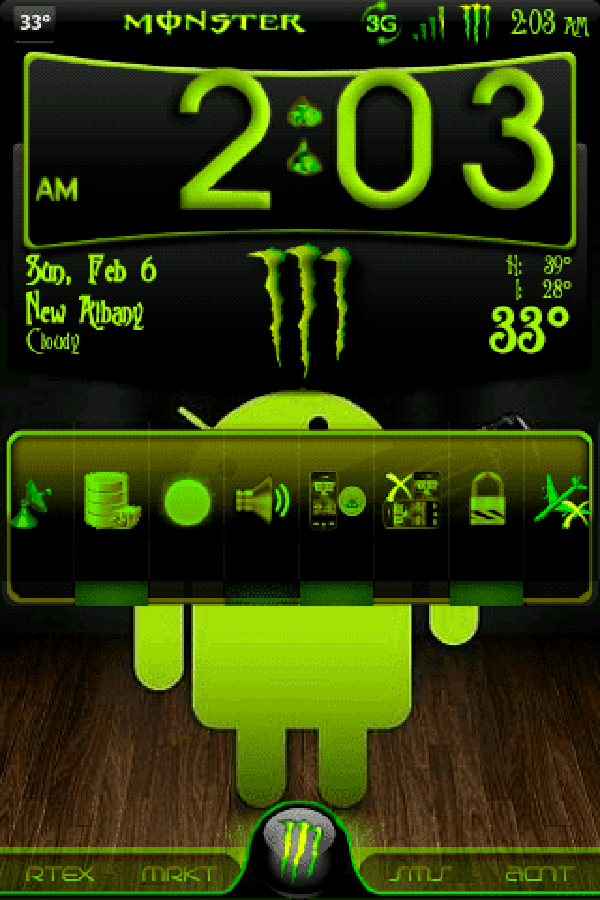 33° MONSTER 3G 2:03 AM
2:03
AM
Sun, Feb 6
New Albany
Cloudy
H: 39°
L: 28°
33°
RTEX MRKT SMS ACNT